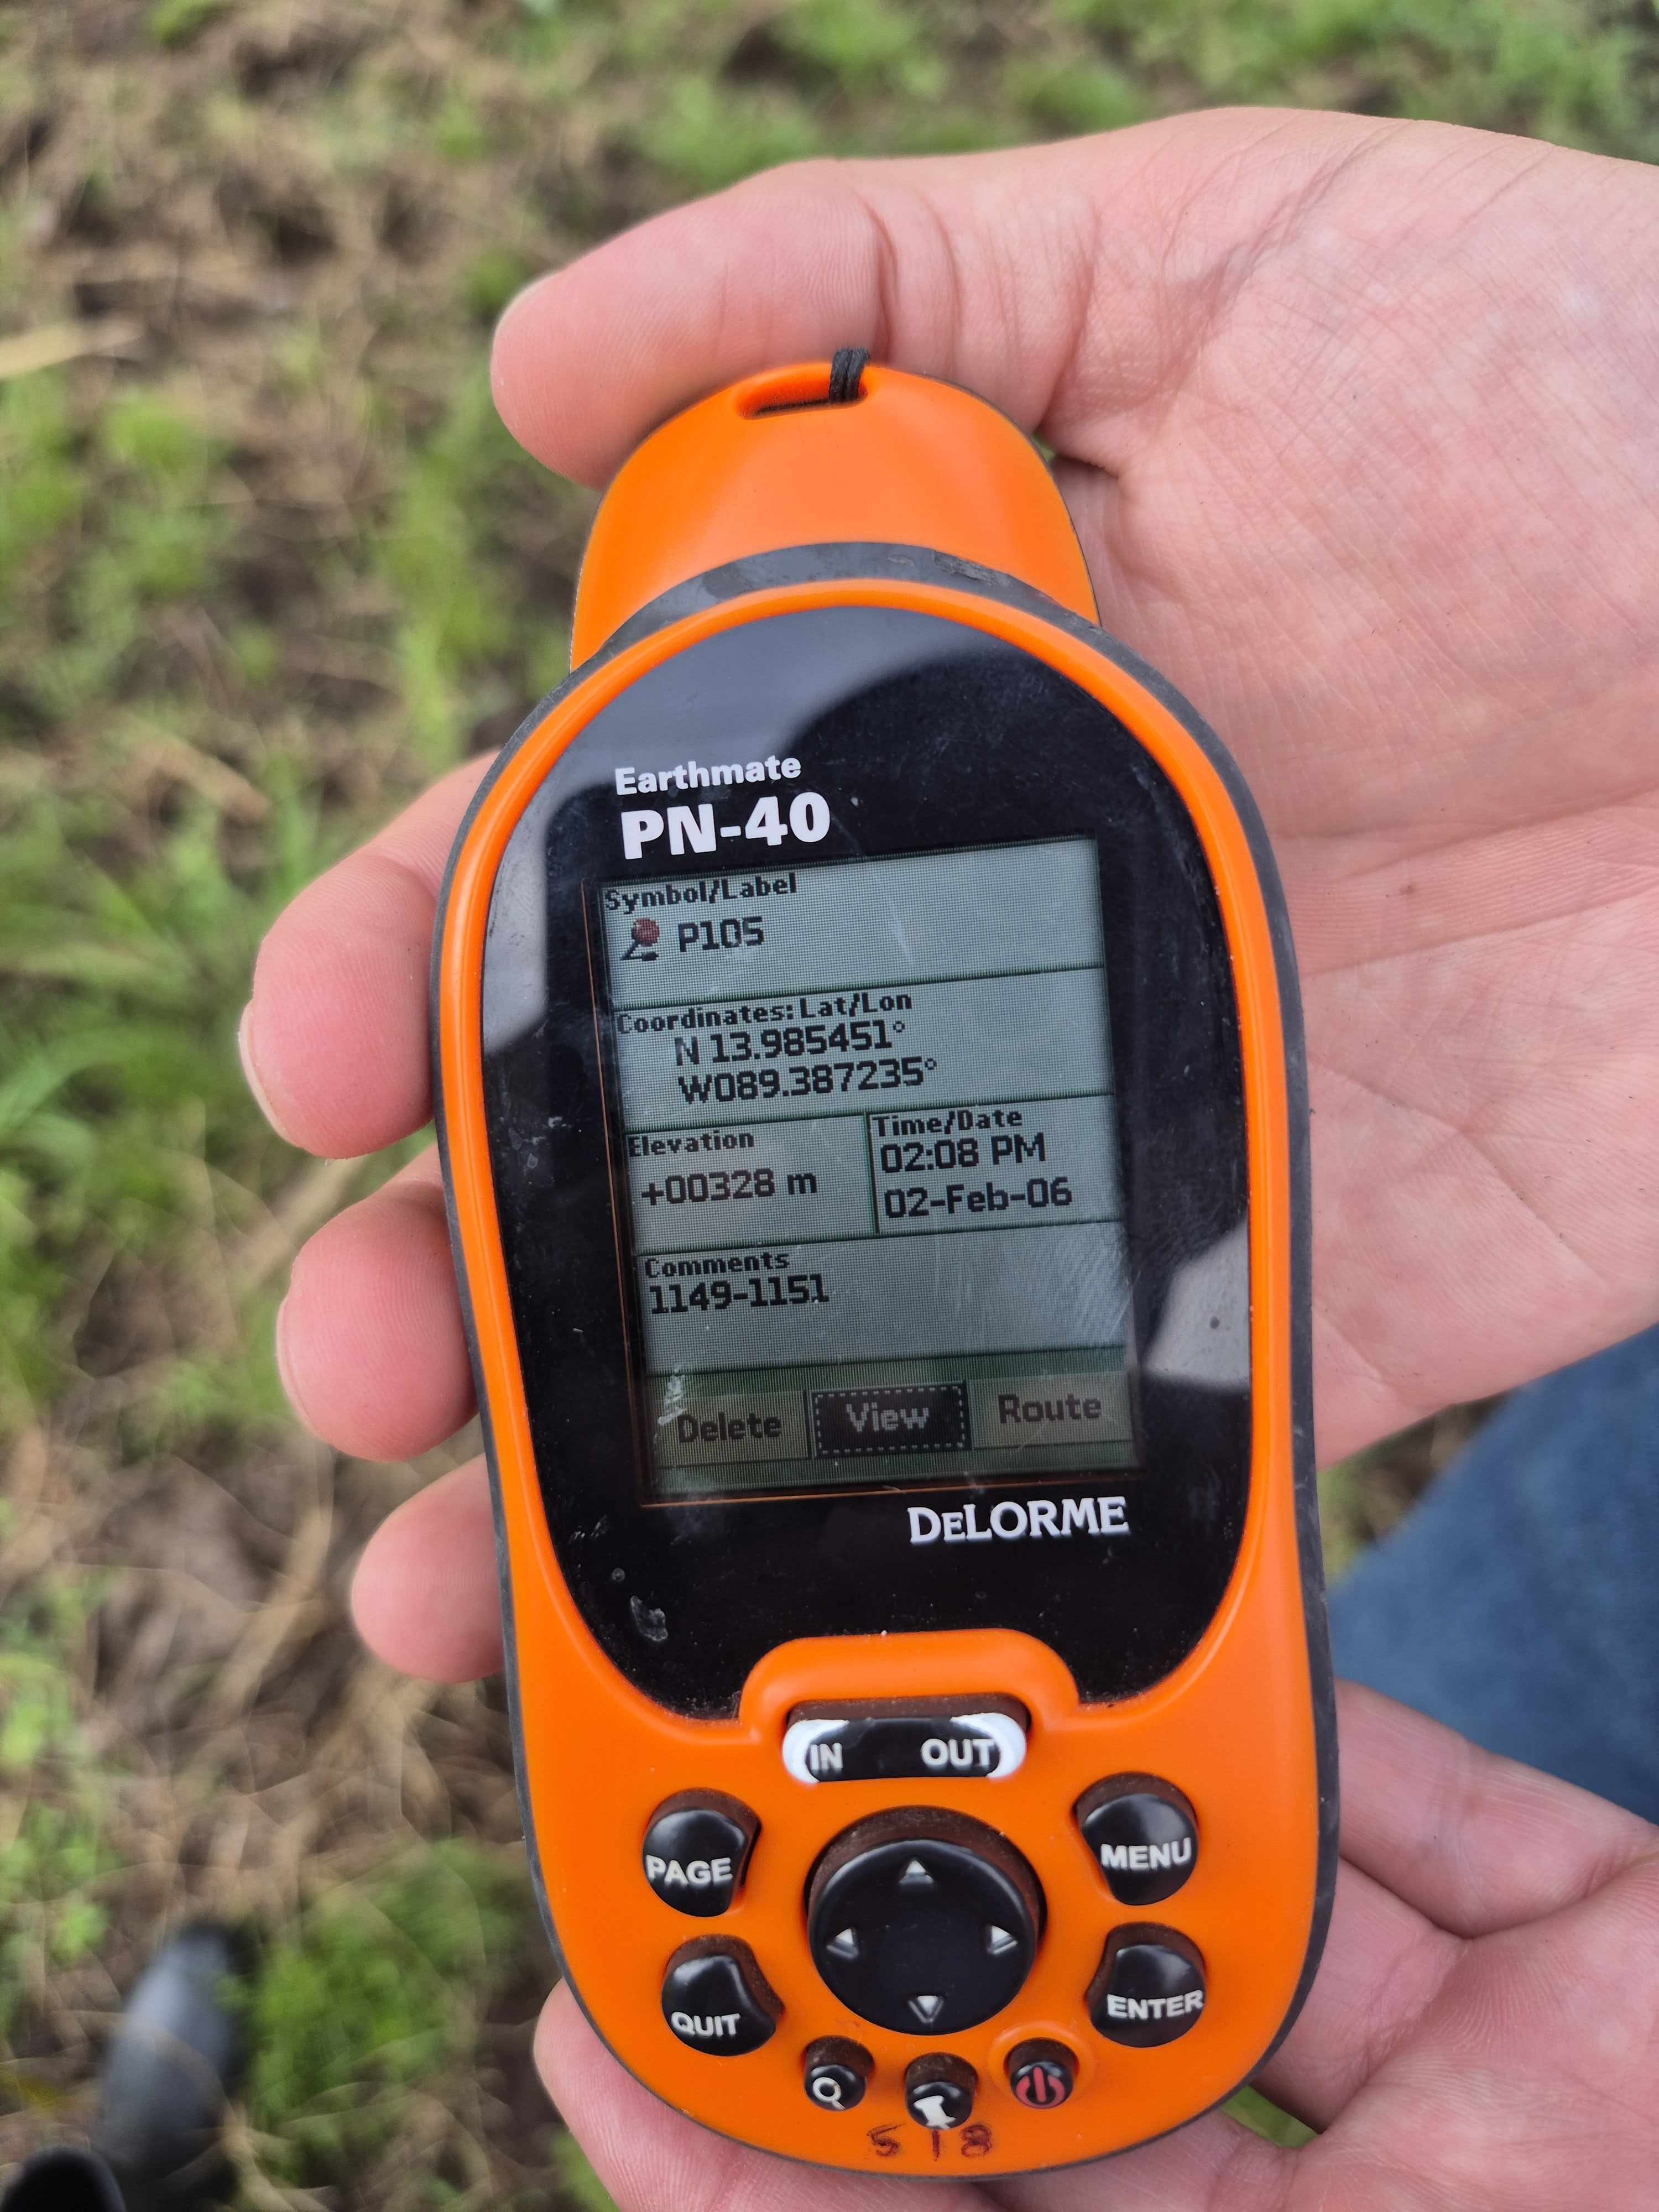 Earthmate
PN-40
Symbol/Label
P105
Coordinates: Lat/Lon
N 13.985451°
W089.387235°
Elevation
+00328 m
Time/Date
02:08 PM
02-Feb-06
Comments
1149-1151
Delete View Route
DELORME
IN OUT
PAGE MENU
QUIT ENTER
518